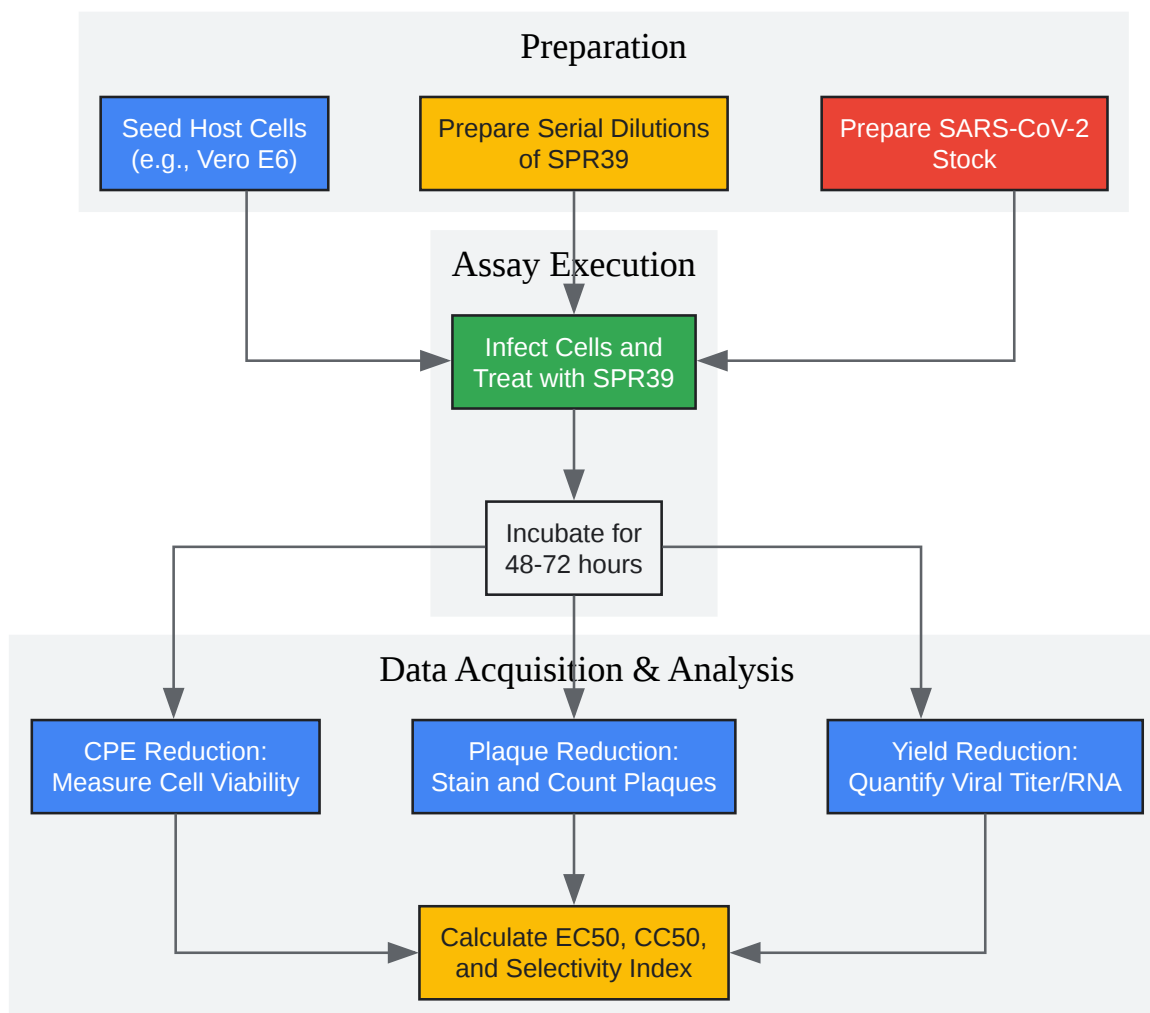 Preparation
Seed Host Cells
(e.g., Vero E6)
Prepare Serial Dilutions
of SPR39
Prepare SARS-CoV-2
Stock
Assay Execution
Infect Cells and
Treat with SPR39
Incubate for
48-72 hours
Data Acquisition & Analysis
CPE Reduction:
Measure Cell Viability
Plaque Reduction:
Stain and Count Plaques
Yield Reduction:
Quantify Viral Titer/RNA
Calculate EC50, CC50,
and Selectivity Index